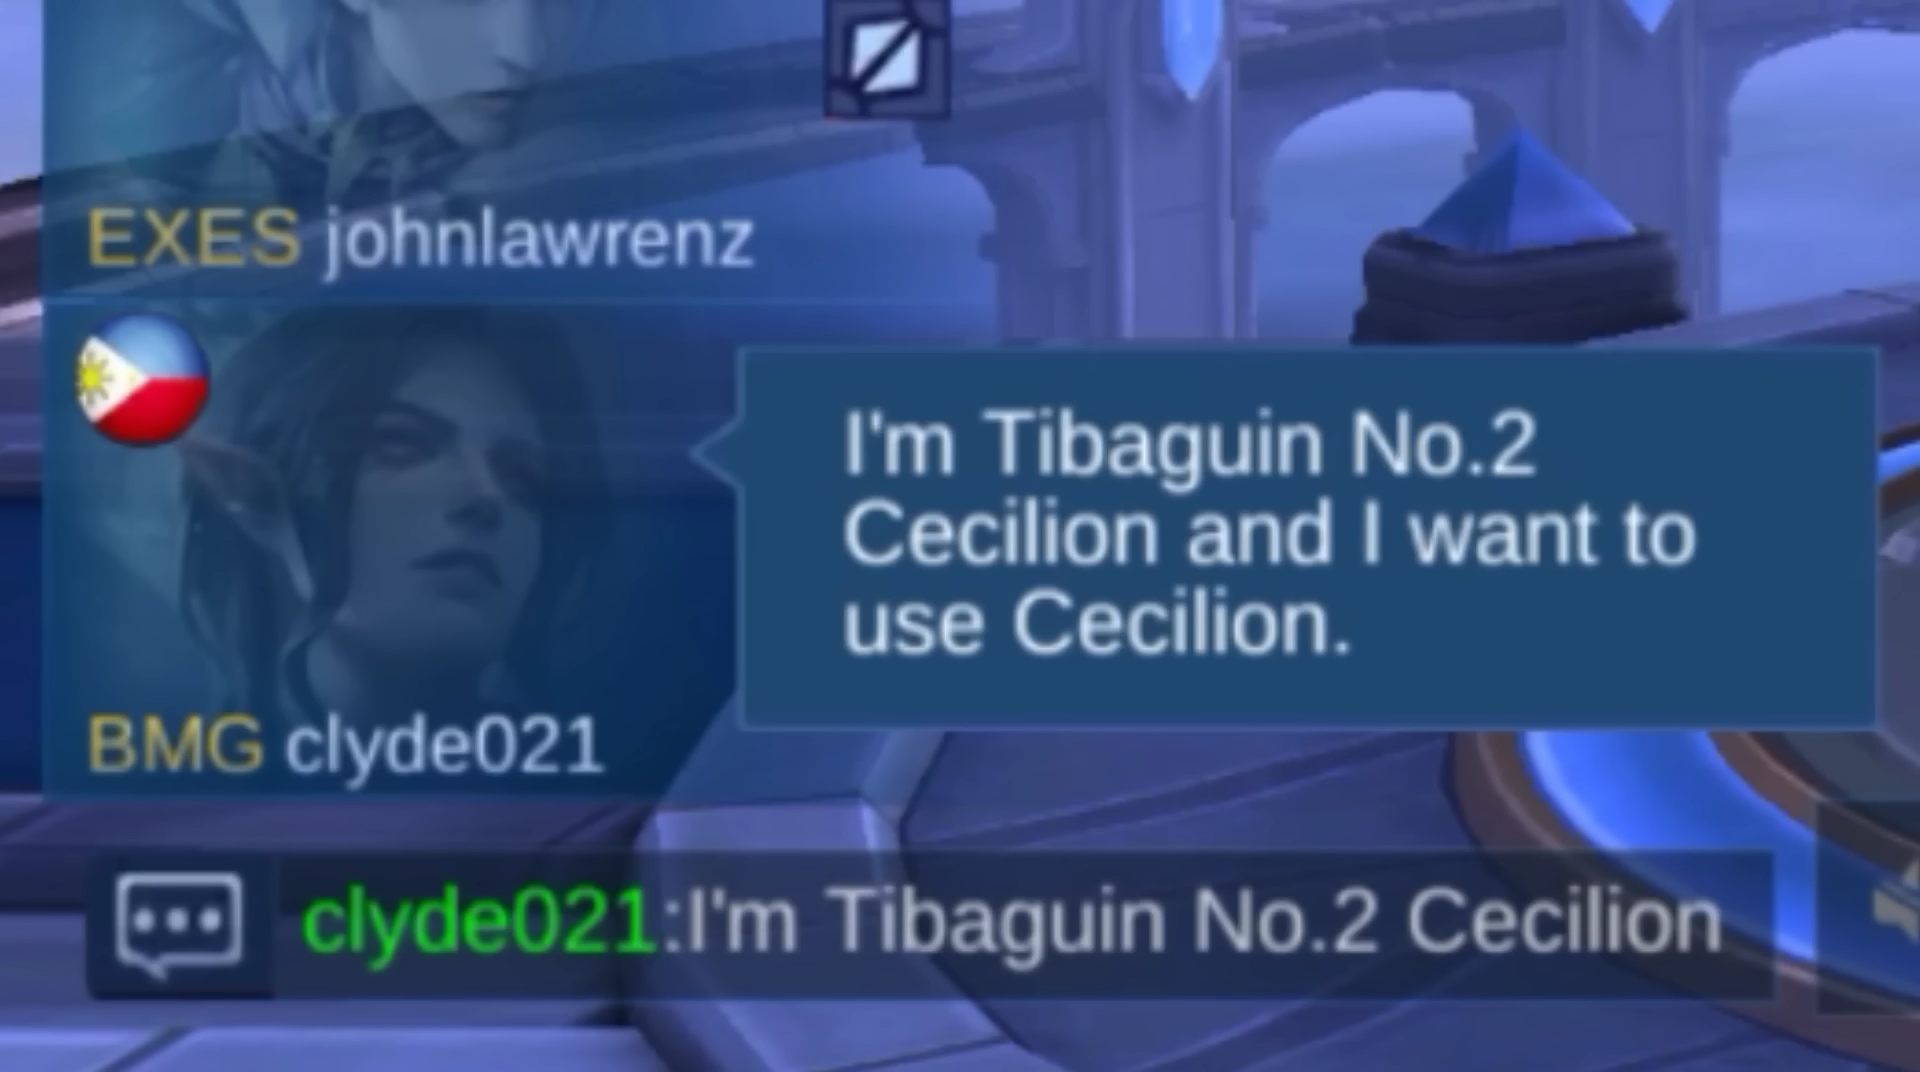 EXES johnlawrenz
I'm Tibaguin No.2
Cecilion and I want to
use Cecilion.
BMG clyde021
clyde021:I'm Tibaguin No.2 Cecilion